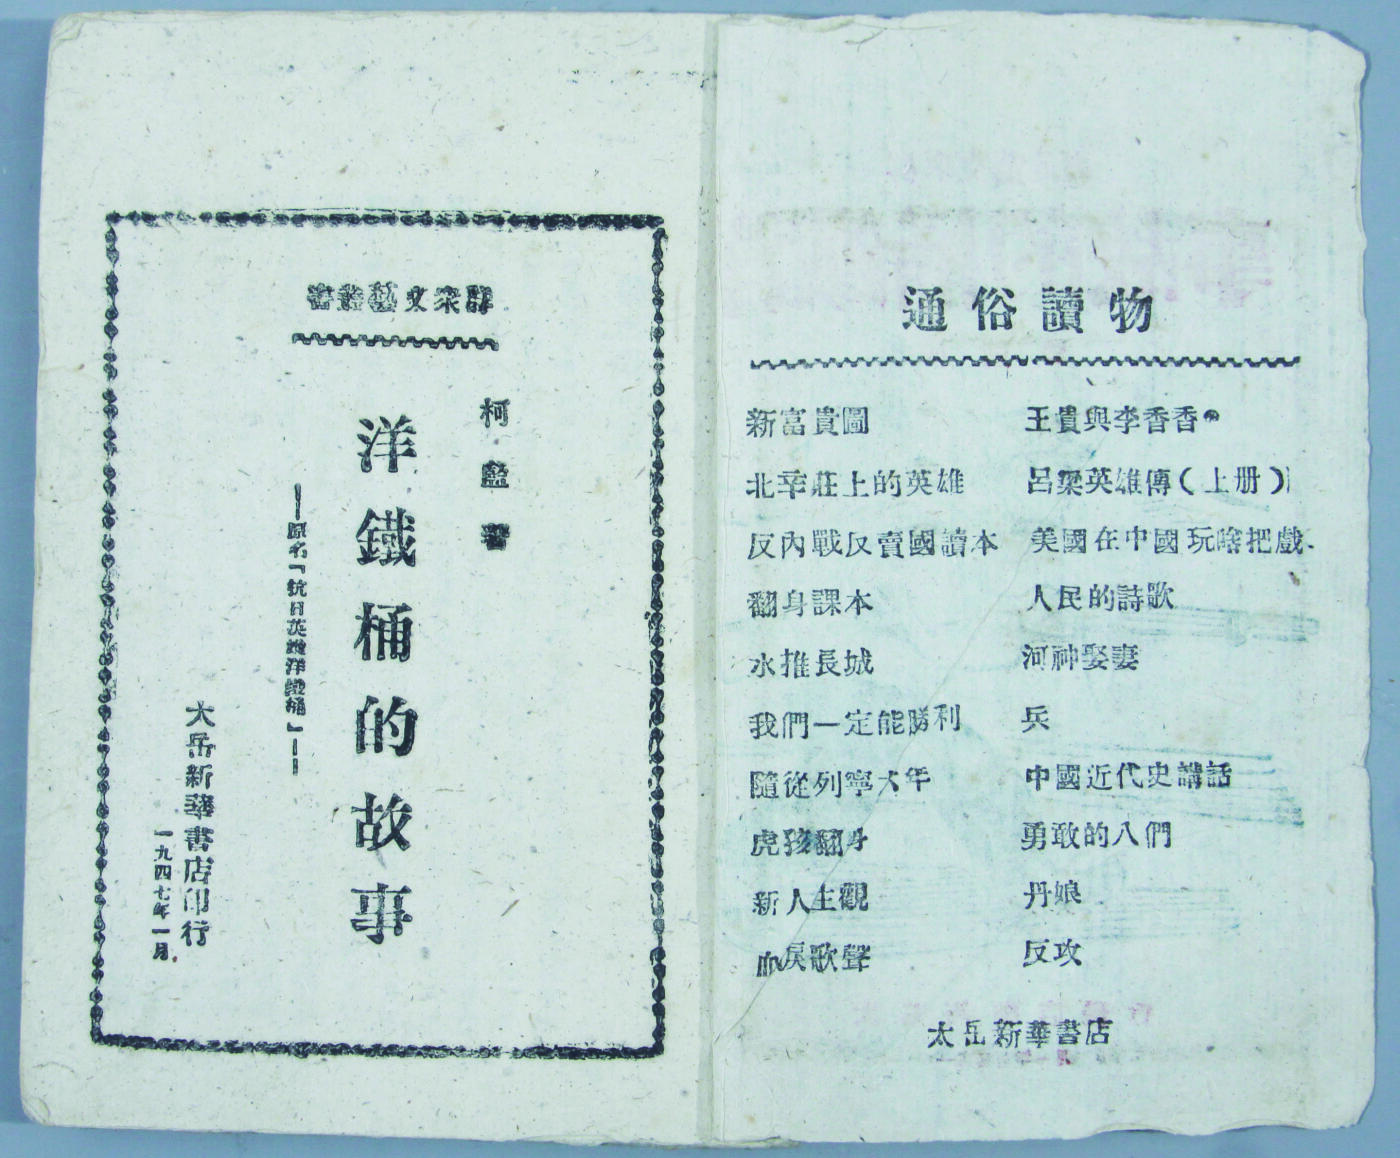 通俗讀物
新富貴圖 王貴與李香香
北幸莊上的英雄 呂梁英雄傳(上册)
反內戰反賣國讀本 美國在中國玩啥把戲
翻身課本 人民的詩歌
水推長城 河神娶妻
我們一定能勝利 兵
隨從列寧六年 中國近代史講話
虎孩翻身 勇敢的人們
新人生觀 丹娘
血淚歌聲 反攻
太岳新華書店
群衆文藝叢書
柯藍著
洋鐵桶的故事
——原名「抗日英雄洋鐵桶」——
太岳新華書店印行
一九四七年一月